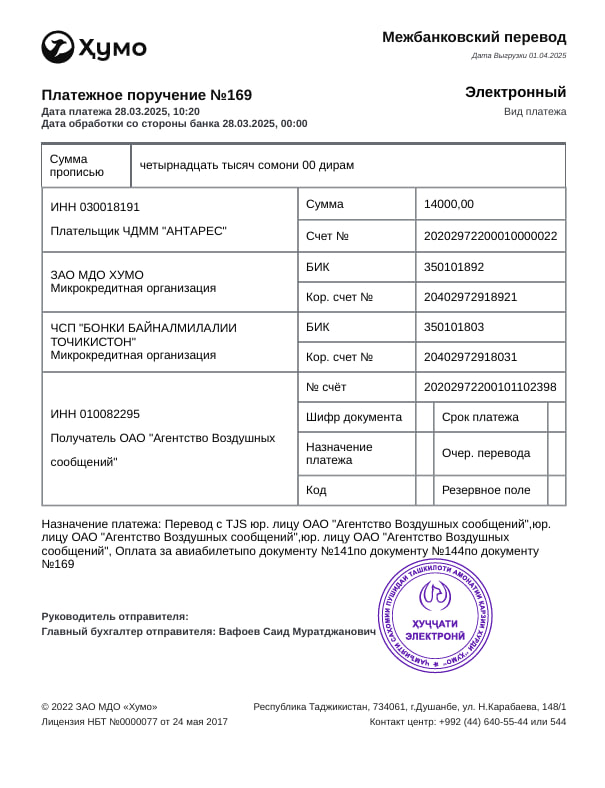 Ҳумо
Межбанковский перевод
Дата Выгрузки 01.04.2025
Платежное поручение №169
Электронный
Дата платежа 28.03.2025, 10:20
Вид платежа
Дата обработки со стороны банка 28.03.2025, 00:00
Сумма
прописью
четырнадцать тысяч сомони 00 дирам
ИНН 030018191
Плательщик ЧДММ "АНТАРЕС"
Сумма
14000,00
Счет №
20202972200010000022
ЗАО МДО ХУМО
Микрокредитная организация
БИК
350101892
Кор. счет №
20402972918921
ЧСП "БОНКИ БАЙНАЛМИЛАЛИИ
ТОЧИКИСТОН"
Микрокредитная организация
БИК
350101803
Кор. счет №
20402972918031
ИНН 010082295
Получатель ОАО "Агентство Воздушных
сообщений"
№ счёт
20202972200101102398
Шифр документа
Срок платежа
Назначение
платежа
Очер. перевода
Код
Резервное поле
Назначение платежа: Перевод с TJS юр. лицу ОАО "Агентство Воздушных сообщений",юр.
лицу ОАО "Агентство Воздушных сообщений",юр. лицу ОАО "Агентство Воздушных
сообщений", Оплата за авиабилетыпо документу №141по документу №144по документу
№169
ҶАМЪИЯТИ САҲОМИИ ПӮШИДАИ ТАШКИЛОТИ АМОНАТИИ ҚАРЗИИ ХУРДИ "ҲУМО"
ҲУҶҶАТИ
ЭЛЕКТРОНӢ
Руководитель отправителя:
Главный бухгалтер отправителя: Вафоев Саид Муратджанович
© 2022 ЗАО МДО «Хумо»
Республика Таджикистан, 734061, г.Душанбе, ул. Н.Карабаева, 148/1
Лицензия НБТ №0000077 от 24 мая 2017
Контакт центр: +992 (44) 640-55-44 или 544